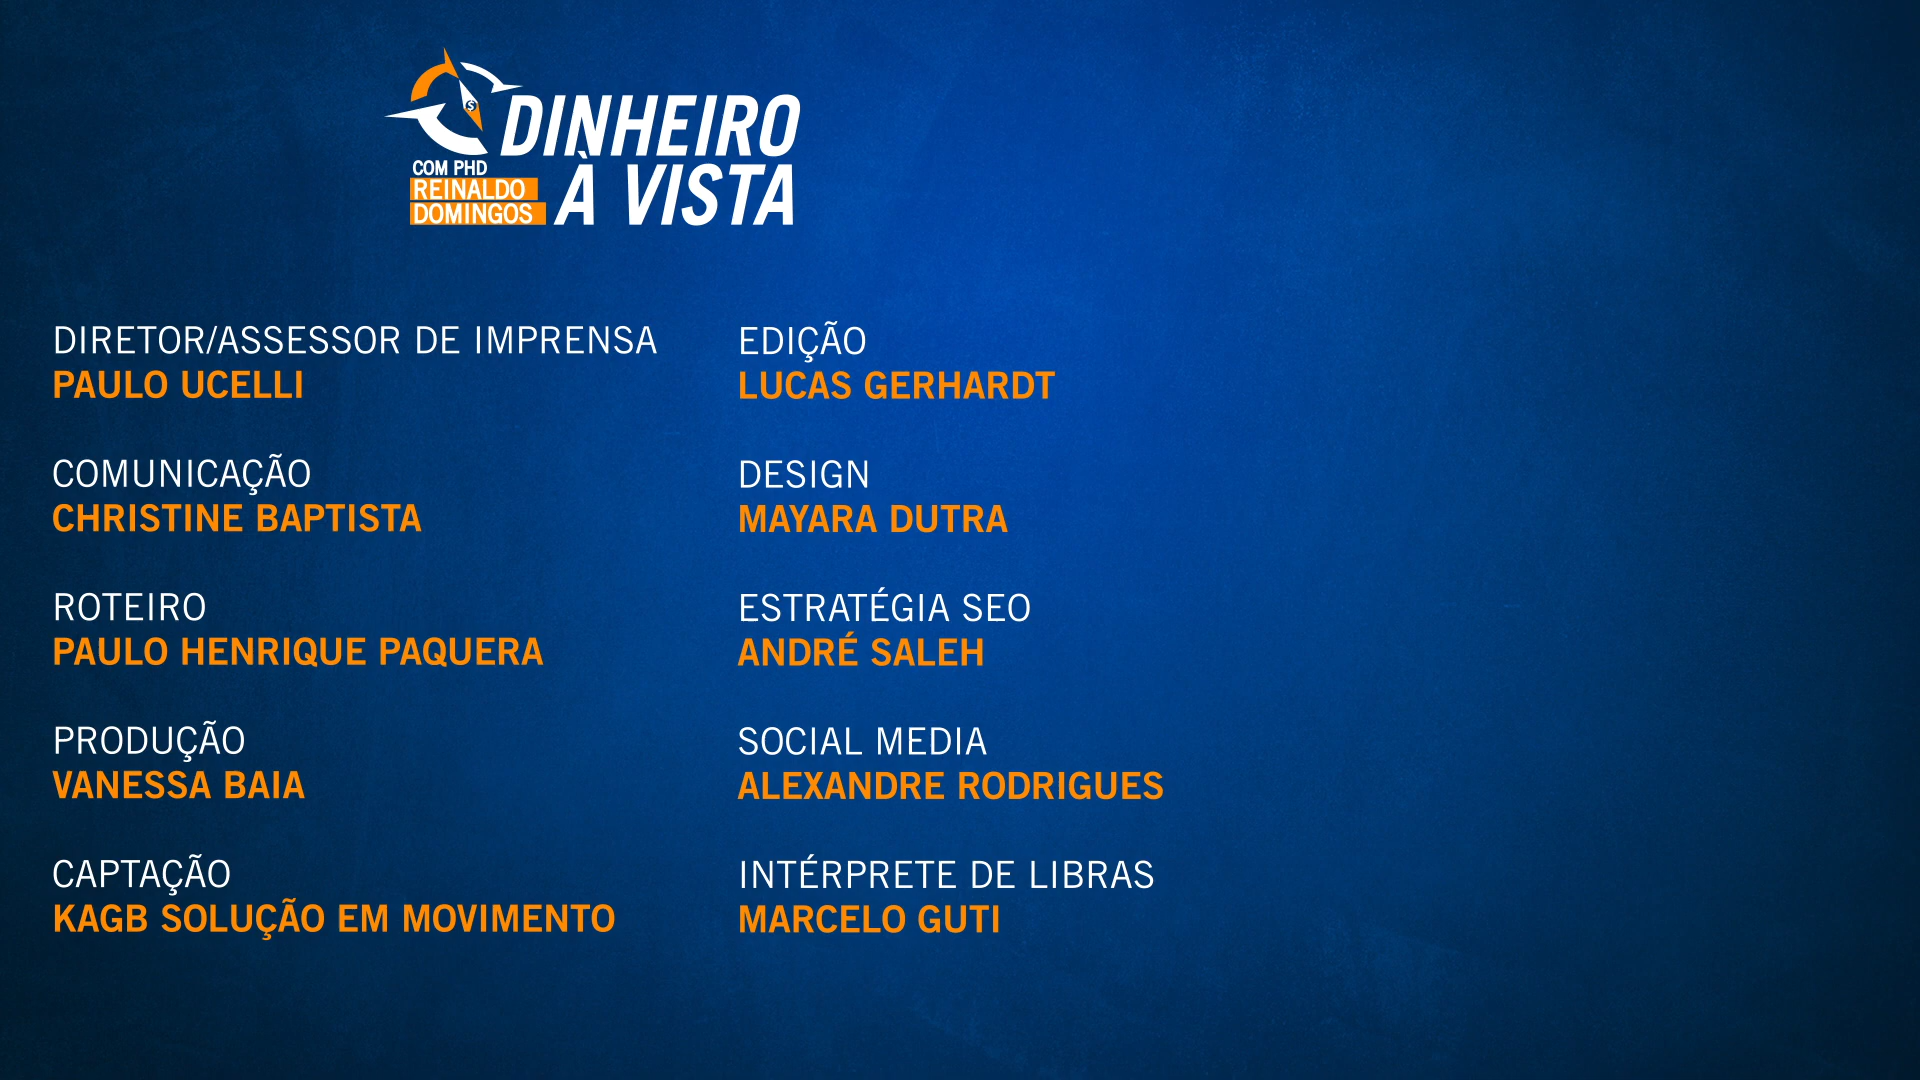 DINHEIRO
À VISTA
COM PHD
REINALDO
DOMINGOS
DIRETOR/ASSESSOR DE IMPRENSA
PAULO UCELLI
COMUNICAÇÃO
CHRISTINE BAPTISTA
ROTEIRO
PAULO HENRIQUE PAQUERA
PRODUÇÃO
VANESSA BAIA
CAPTAÇÃO
KAGB SOLUÇÃO EM MOVIMENTO
EDIÇÃO
LUCAS GERHARDT
DESIGN
MAYARA DUTRA
ESTRATÉGIA SEO
ANDRÉ SALEH
SOCIAL MEDIA
ALEXANDRE RODRIGUES
INTÉRPRETE DE LIBRAS
MARCELO GUTI